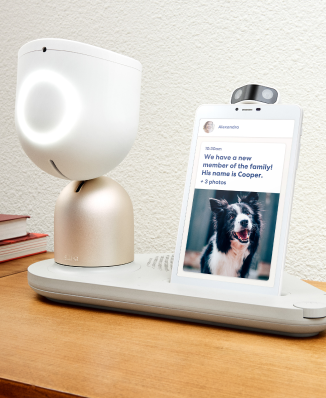 Alexandra
10:30am
We have a new
member of the family!
His name is Cooper.
+ 3 photos